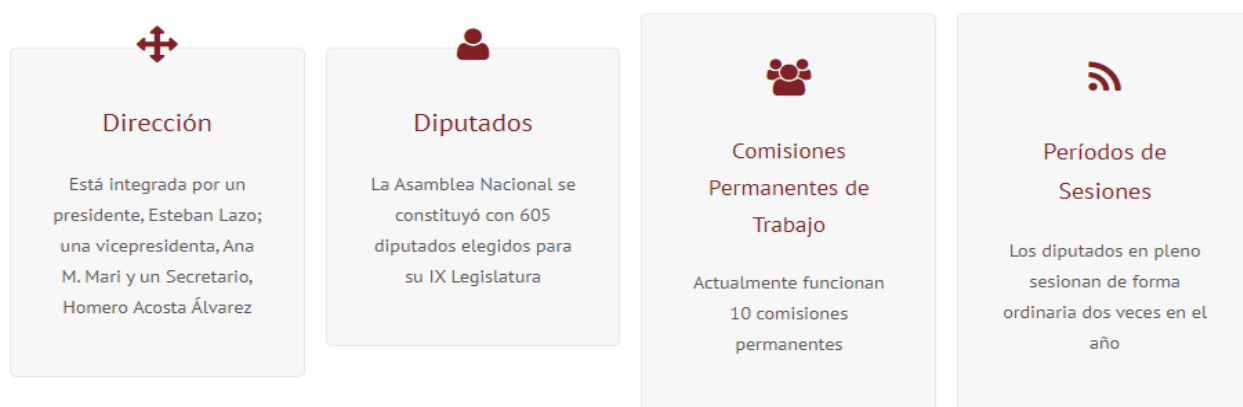 Dirección
Está integrada por un
presidente, Esteban Lazo;
una vicepresidenta, Ana
M. Mari y un Secretario,
Homero Acosta Álvarez
Diputados
La Asamblea Nacional se
constituyó con 605
diputados elegidos para
su IX Legislatura
Comisiones
Permanentes de
Trabajo
Actualmente funcionan
10 comisiones
permanentes
Períodos de
Sesiones
Los diputados en pleno
sesionan de forma
ordinaria dos veces en el
año